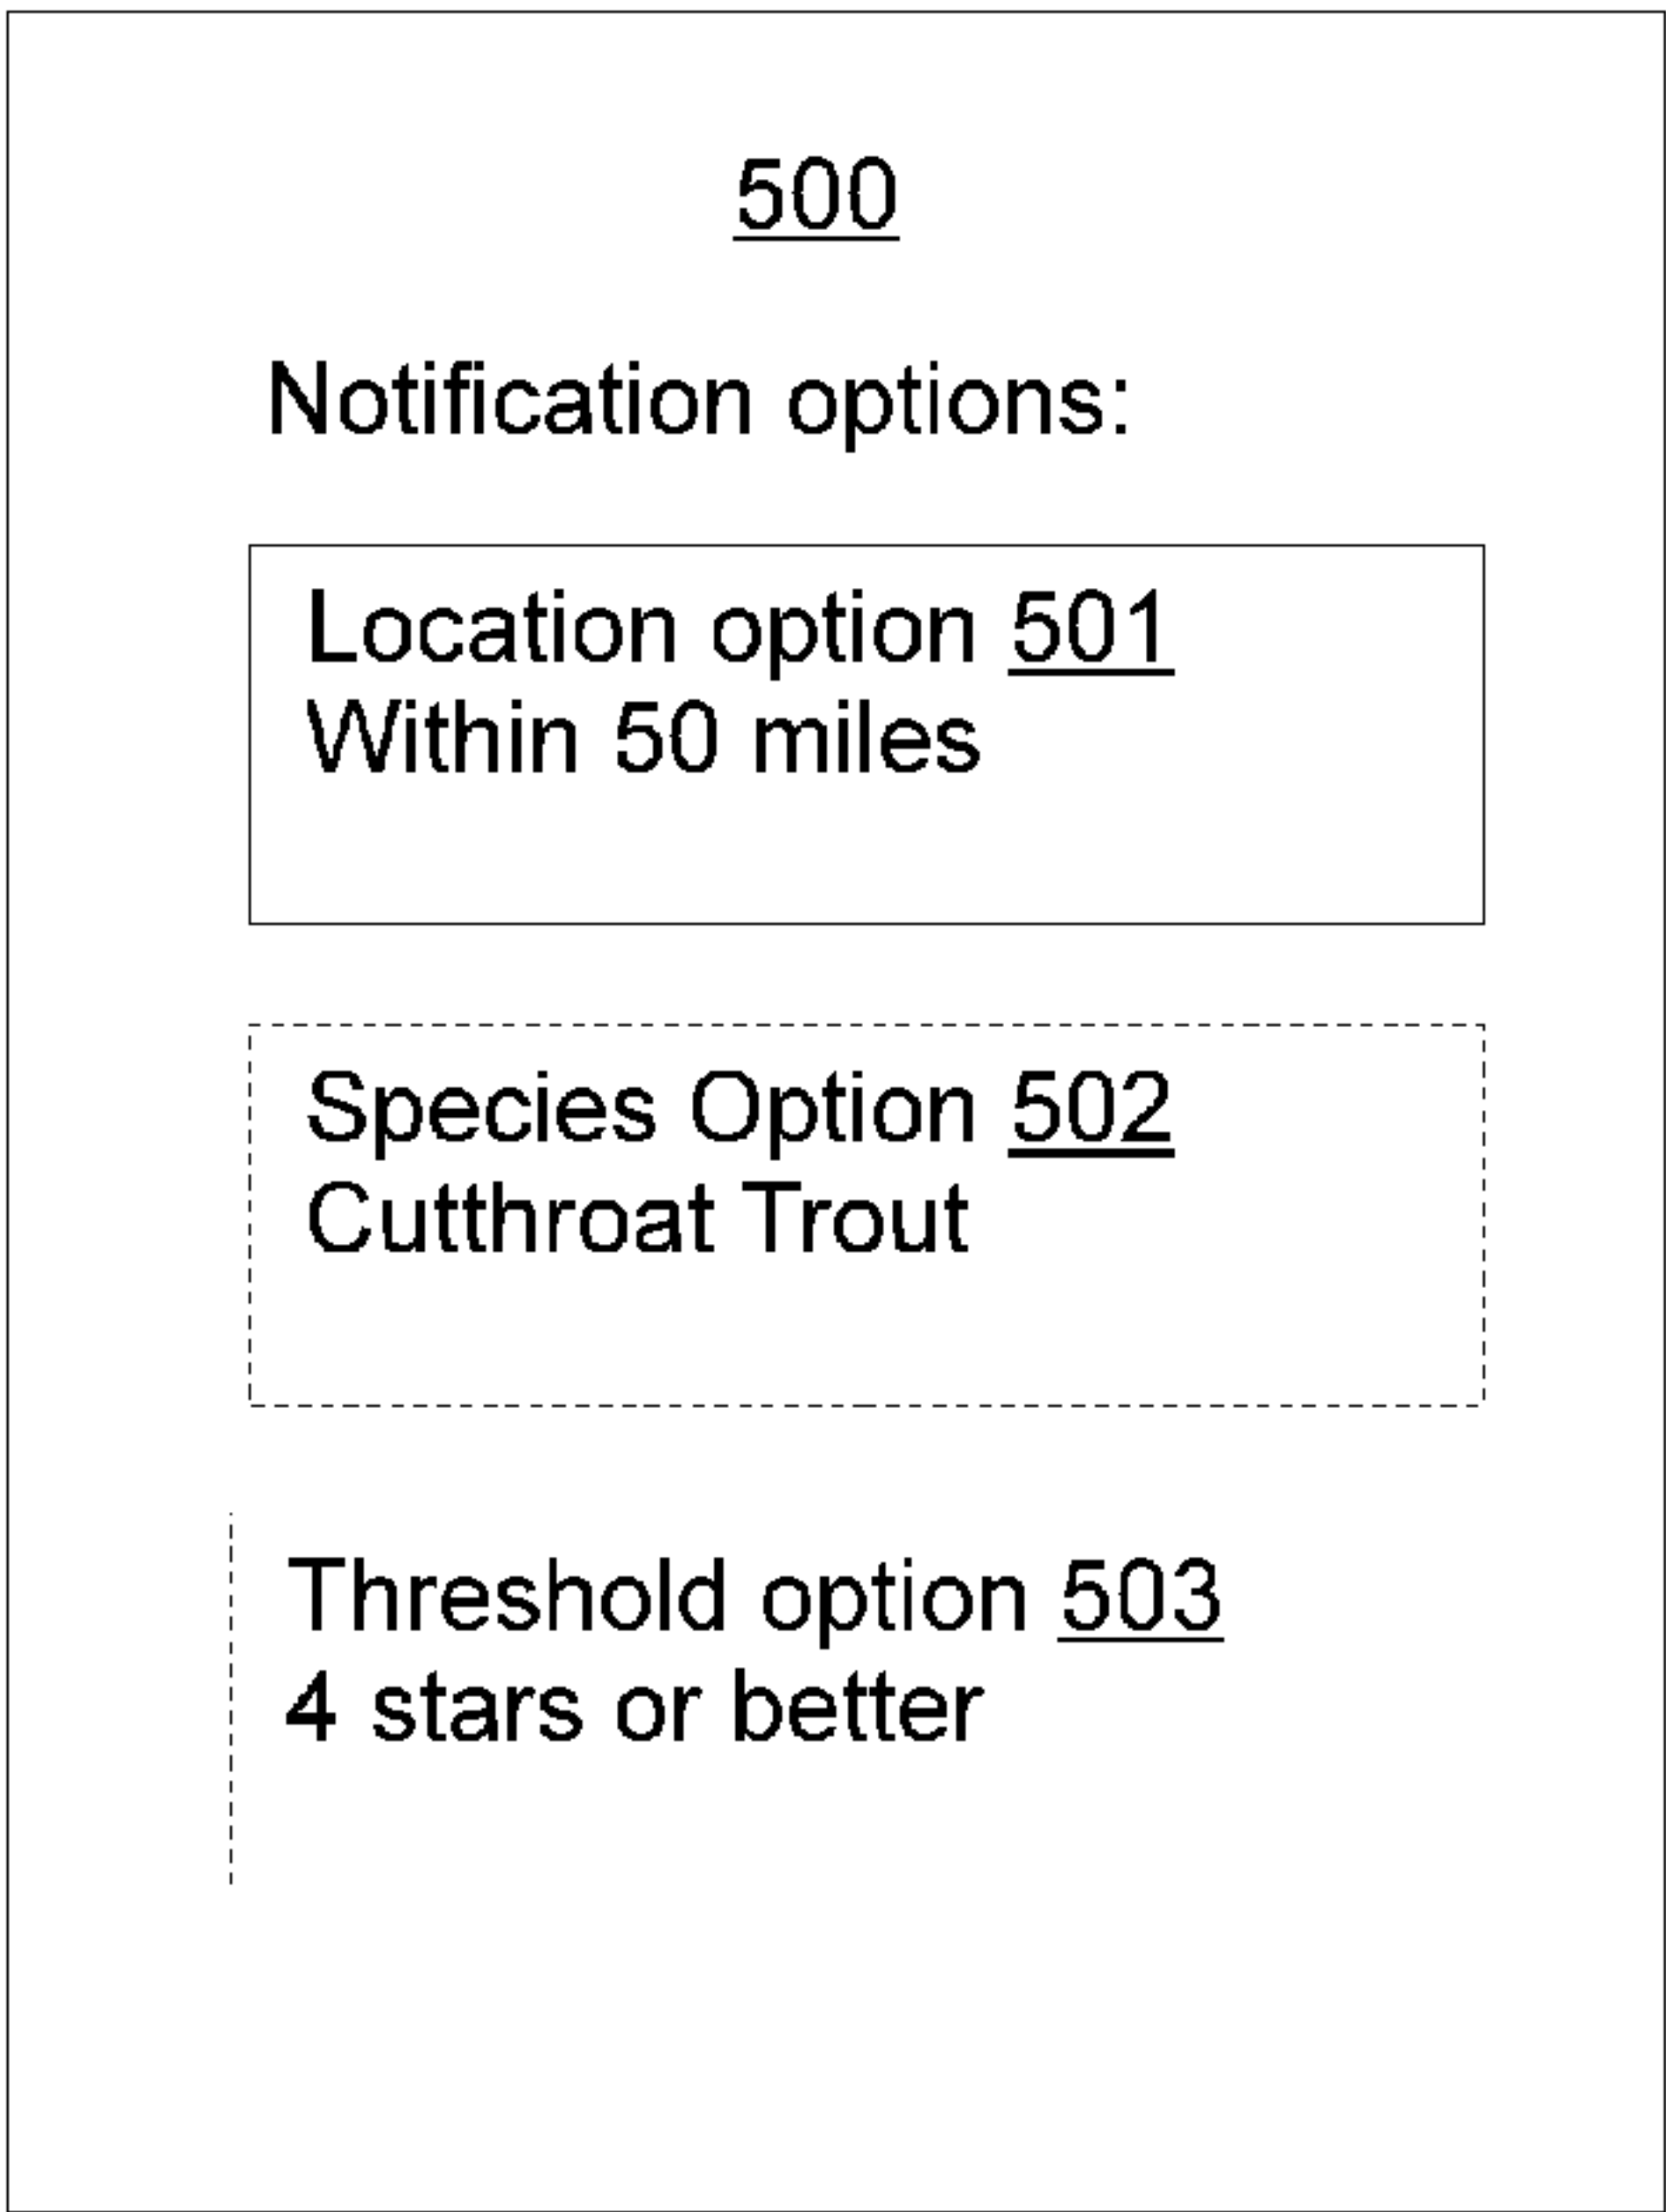 500
Notification options:
Location option 501
Within 50 miles
Species Option 502
Cutthroat Trout
Threshold option 503
4 stars or better